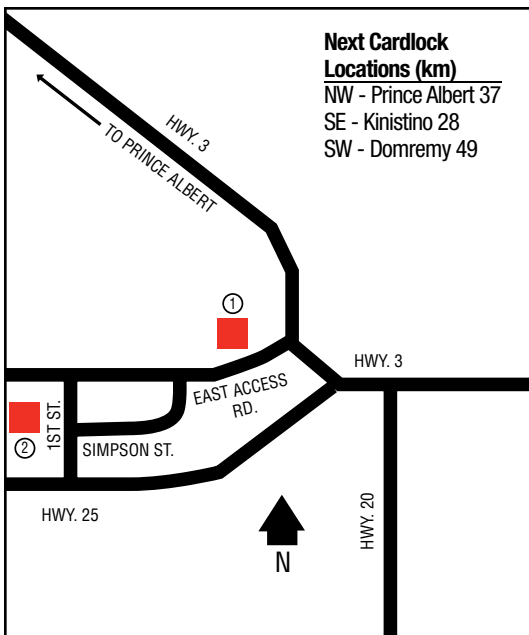 Next Cardlock
Locations (km)
NW - Prince Albert 37
SE - Kinistino 28
SW - Domremy 49
HWY. 3
TO PRINCE ALBERT
1
HWY. 3
EAST ACCESS
RD.
1ST ST.
2
SIMPSON ST.
HWY. 25
HWY. 20
N